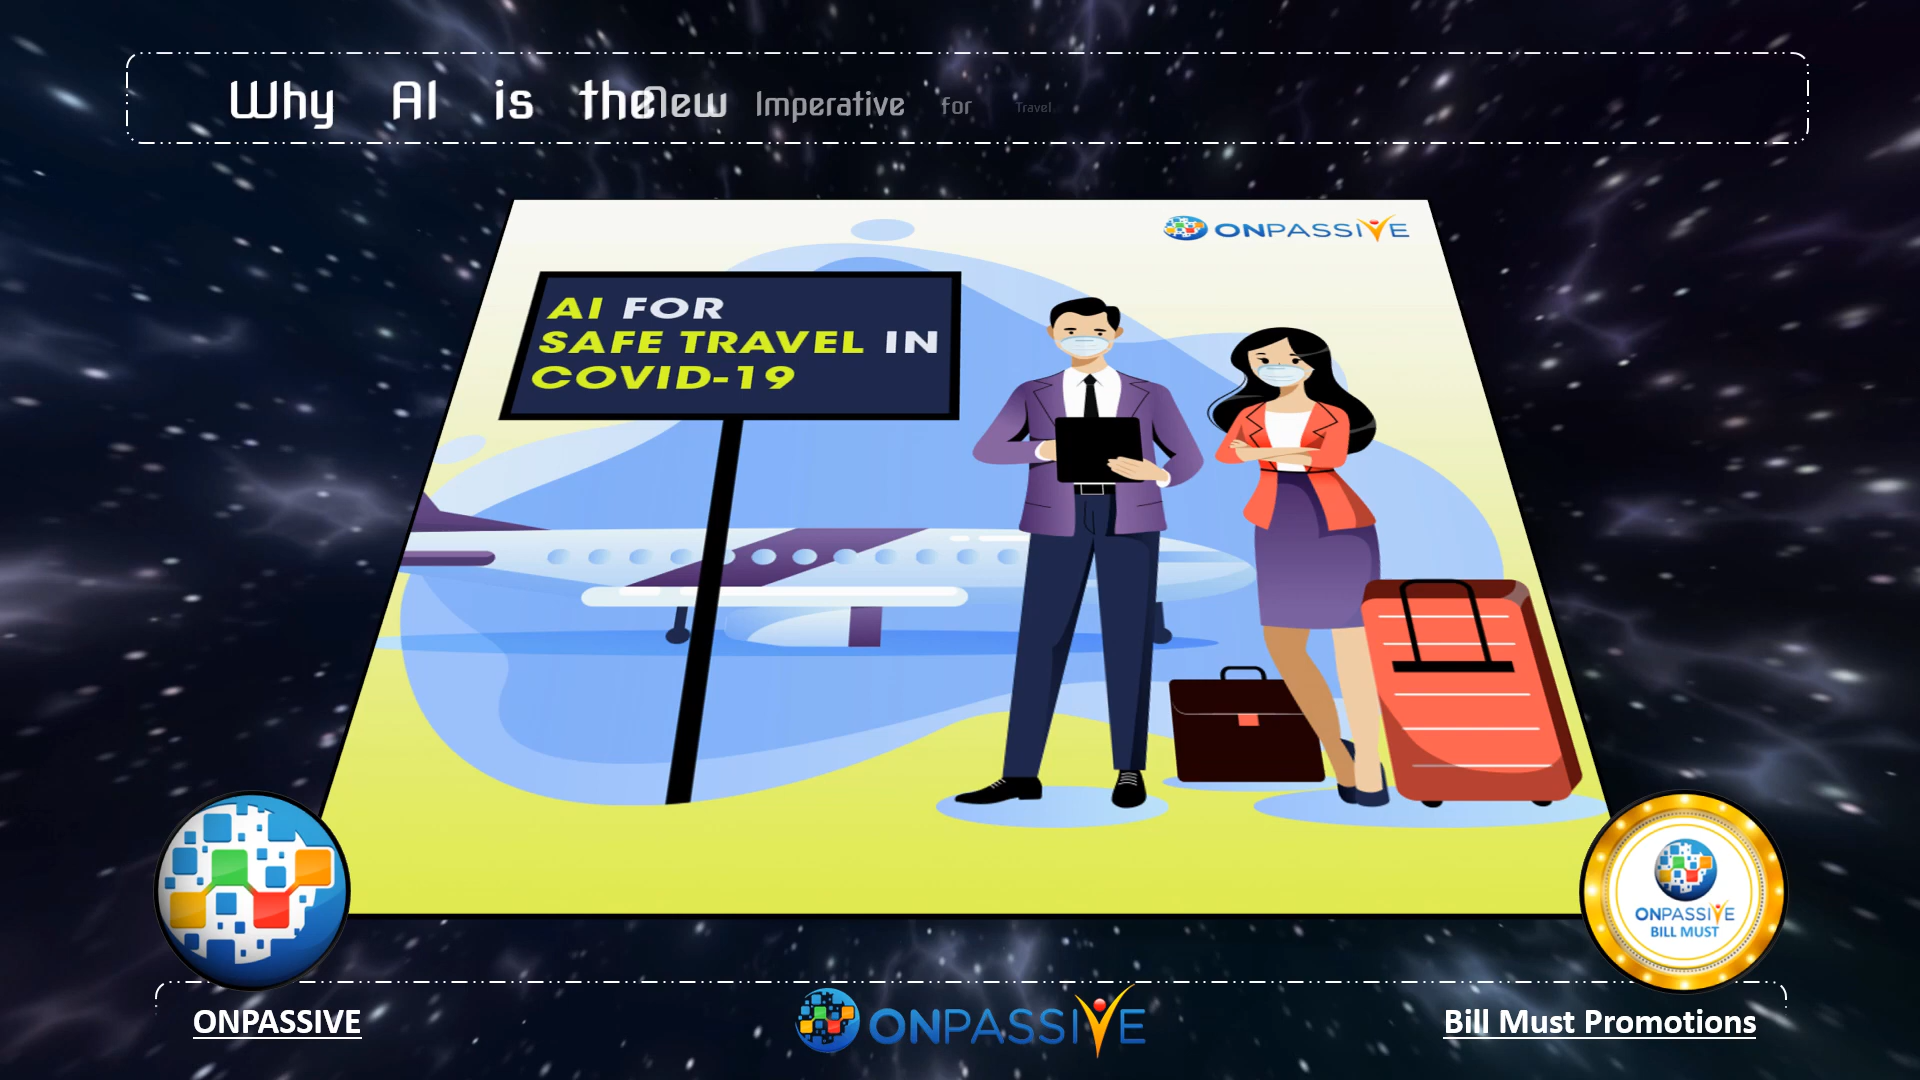 Why AI is the New Imperative for Travel
ONPASSIVE
AI FOR
SAFE TRAVEL IN
COVID-19
ONPASSIVE
BILL MUST
ONPASSIVE
ONPASSIVE
Bill Must Promotions